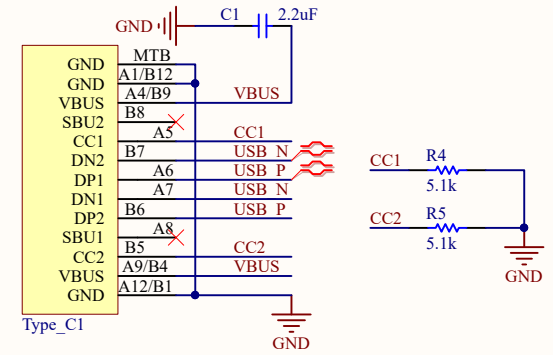 C1 2.2uF
GND
GND MTB
GND A1/B12
VBUS A4/B9 VBUS
SBU2 B8
CC1 A5 CC1
DN2 B7 USB_N
DP1 A6 USB_P
DN1 A7 USB_N
DP2 B6 USB_P
SBU1 A8
CC2 B5 CC2
VBUS A9/B4 VBUS
GND A12/B1
Type_C1
GND
CC1 R4
5.1k
CC2 R5
5.1k
GND